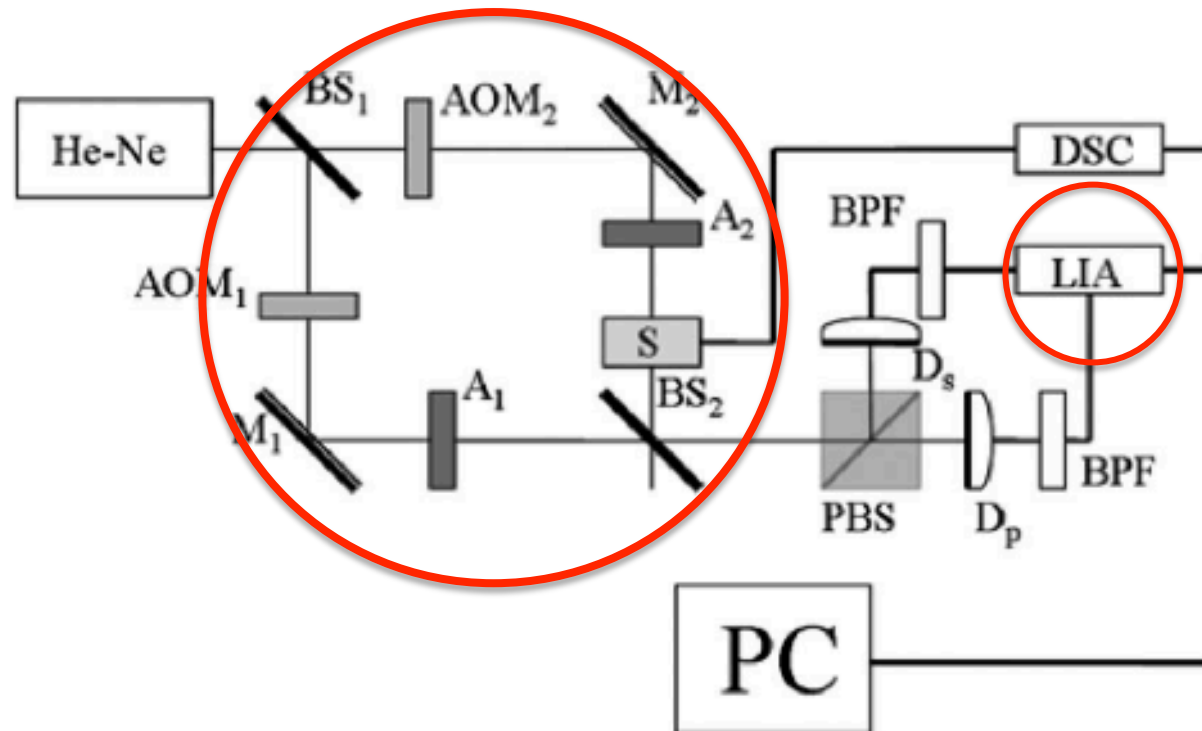 He-Ne
BS₁
AOM₂
M₂
DSC
A₂
BPF
LIA
AOM₁
S
Dₛ
BS₂
A₁
M₁
PBS
Dₚ
BPF
PC